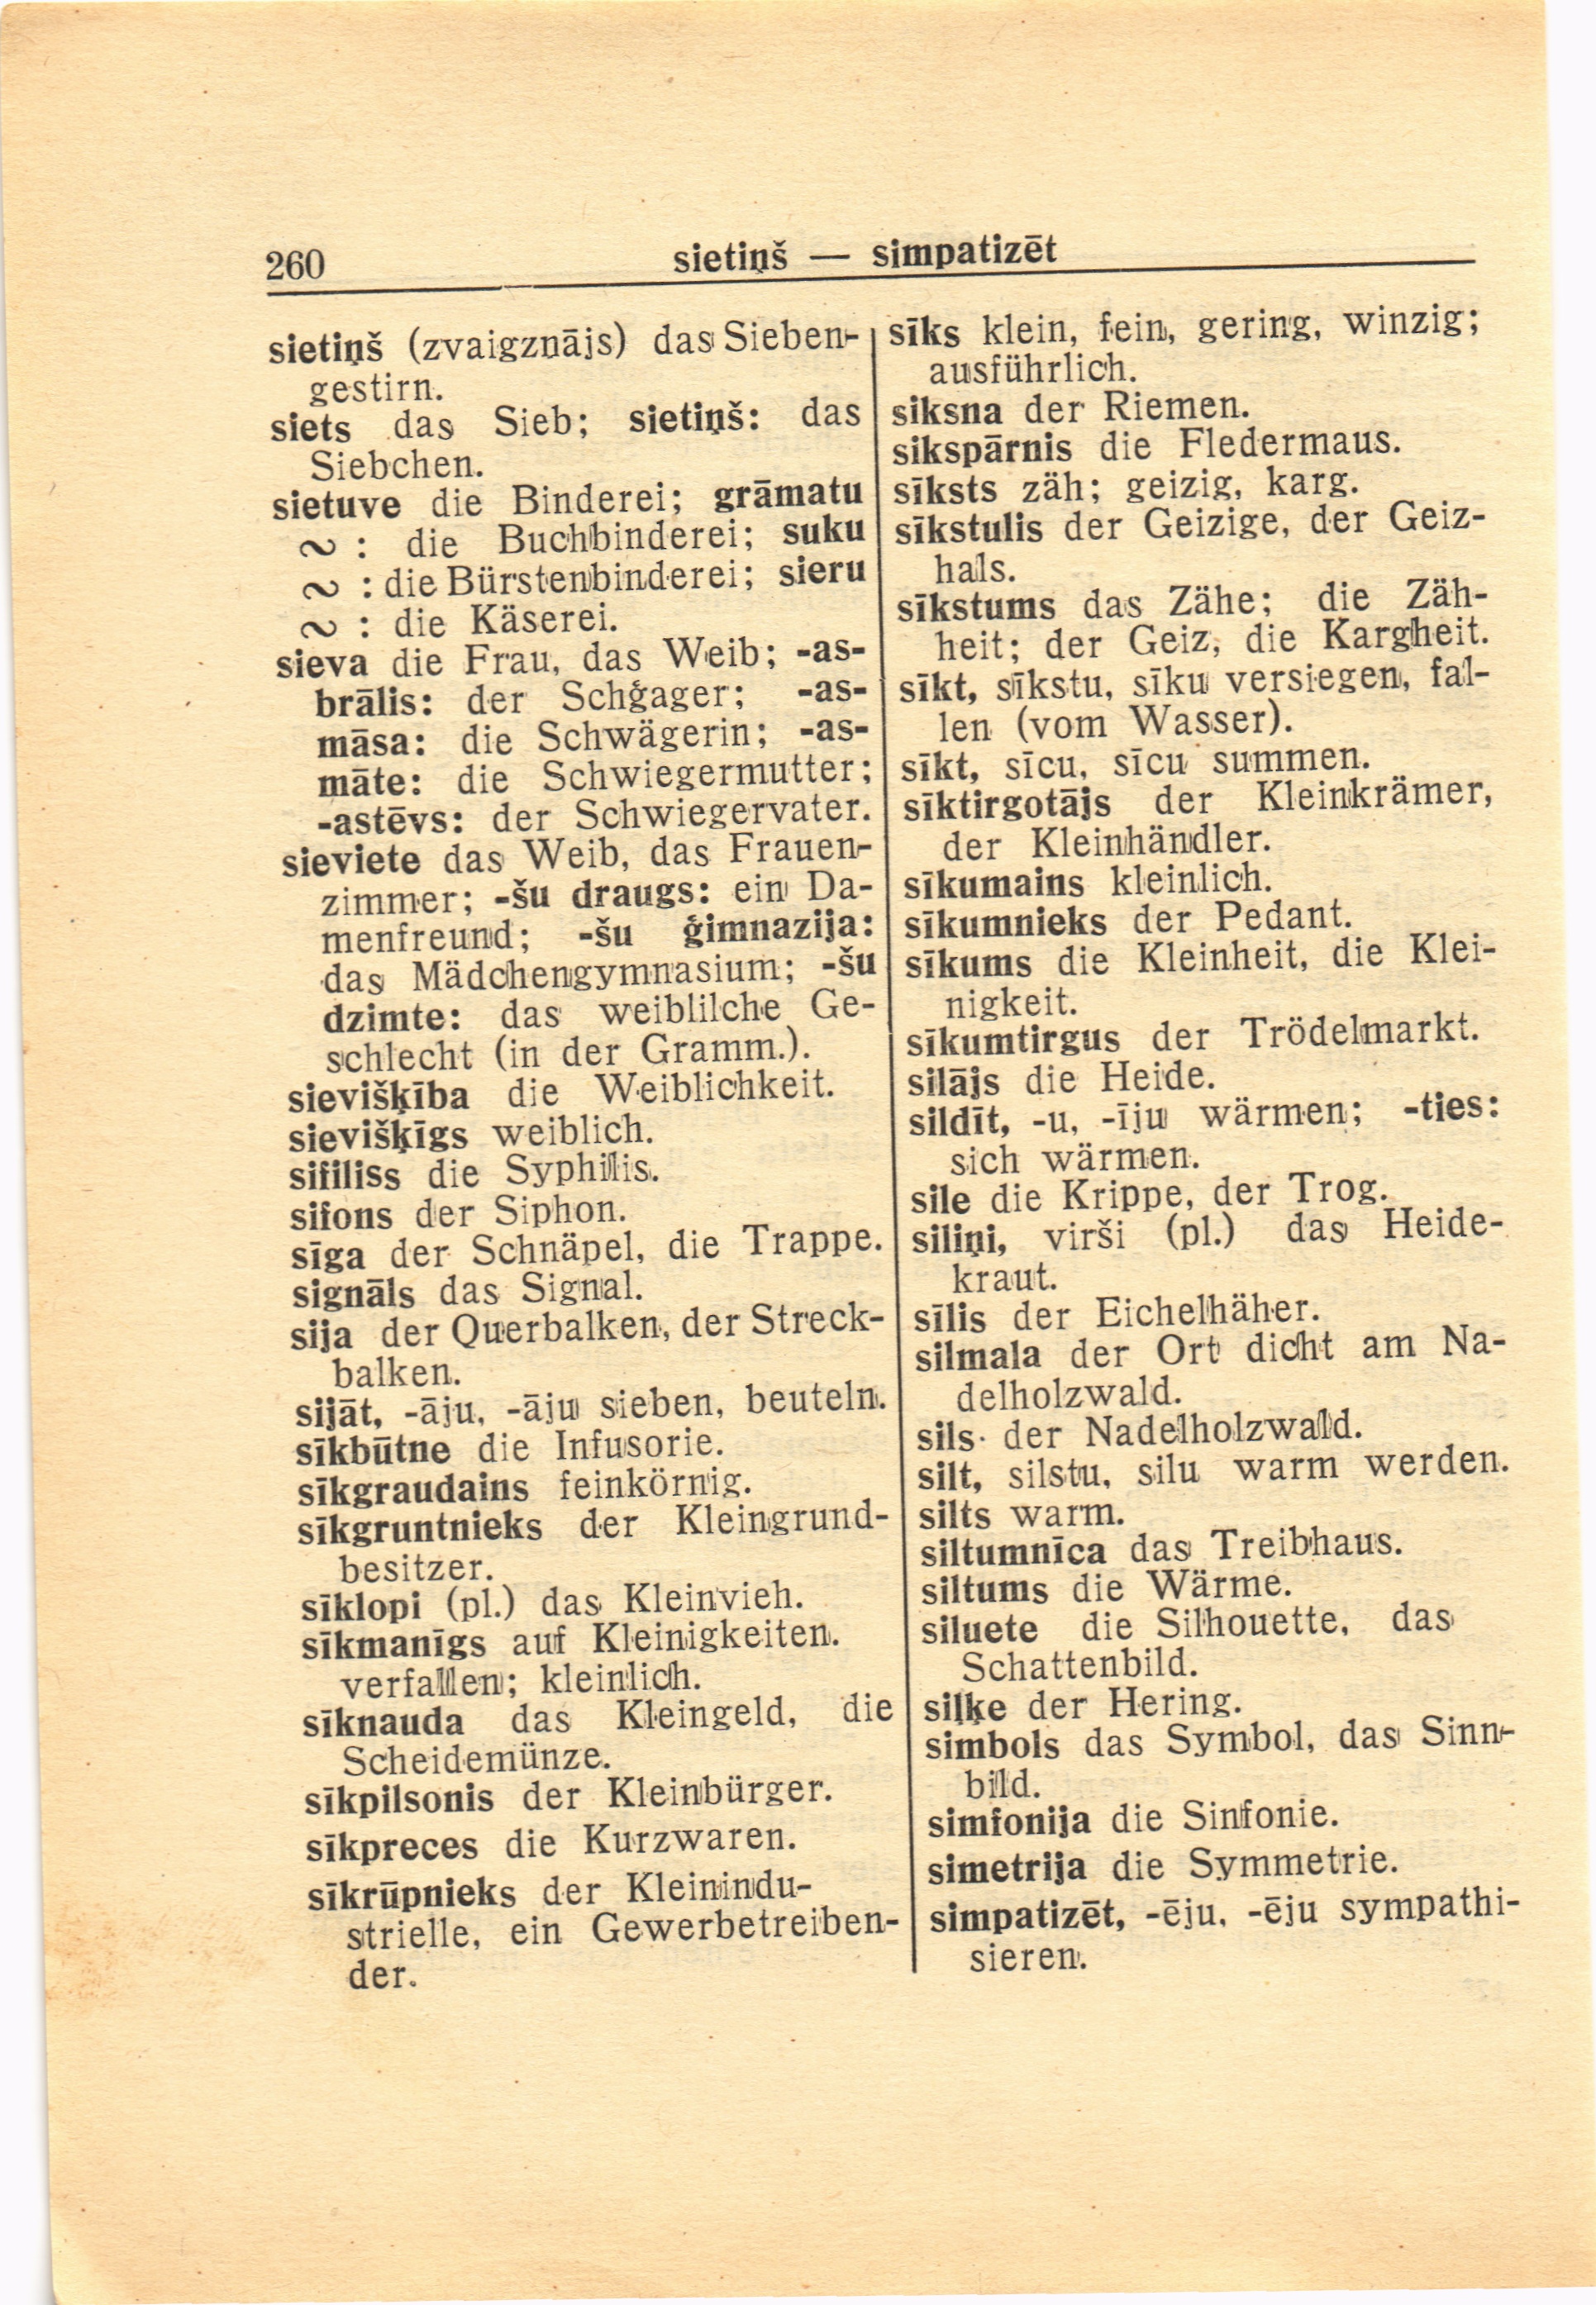 260
sietiņš — simpatizēt
sietiņš (zvaigznājs) das Sieben-
gestirn.
siets das Sieb; sietiņš: das
Siebchen.
sietuve die Binderei; grāmatu
~ : die Buchbinderei; suku
~ : die Bürstenbinderei; sieru
~ : die Käserei.
sieva die Frau, das Weib; -as-
brālis: der Schģager; -as-
māsa: die Schwägerin; -as-
māte: die Schwiegermutter;
-astēvs: der Schwiegervater.
sieviete das Weib, das Frauen-
zimmer; -šu draugs: ein Da-
menfreund; -šu ģimnazija:
das Mädchengymnasium; -šu
dzimte: das weiblilche Ge-
schlecht (in der Gramm.).
sievišķība die Weiblichkeit.
sievišķīgs weiblich.
sifiliss die Syphilis.
sifons der Siphon.
sīga der Schnäpel, die Trappe.
signāls das Signal.
sija der Querbalken, der Streck-
balken.
sijāt, -āju, -āju sieben, beuteln.
sīkbūtne die Infusorie.
sīkgraudains feinkörnig.
sīkgruntnieks der Kleingrund-
besitzer.
sīklopi (pl.) das Kleinvieh.
sīkmanīgs auf Kleinigkeiten.
verfallen; kleinlich.
sīknauda das Kleingeld, die
Scheidemünze.
sīkpilsonis der Kleinbürger.
sīkpreces die Kurzwaren.
sīkrūpnieks der Kleinindu-
strielle, ein Gewerbetreiben-
der.
sīks klein, fein, gering, winzig;
ausführlich.
siksna der Riemen.
sikspārnis die Fledermaus.
sīksts zäh; geizig, karg.
sīkstulis der Geizige, der Geiz-
hals.
sīkstums das Zähe; die Zäh-
heit; der Geiz, die Kargheit.
sīkt, sīkstu, sīku versiegen, fal-
len (vom Wasser).
sīkt, sīcu, sīcu summen.
sīktirgotājs der Kleinkrämer,
der Kleinhändler.
sīkumains kleinlich.
sīkumnieks der Pedant.
sīkums die Kleinheit, die Klei-
nigkeit.
sīkumtirgus der Trödelmarkt.
silājs die Heide.
sildīt, -u, -īju wärmen; -ties:
sich wärmen.
sile die Krippe, der Trog.
siliņi, virši (pl.) das Heide-
kraut.
sīlis der Eichelhäher.
silmala der Ort dicht am Na-
delholzwald.
sils der Nadelholzwald.
silt, silstu, silu warm werden.
silts warm.
siltumnīca das Treibhaus.
siltums die Wärme.
siluete die Silhouette, das
Schattenbild.
siļķe der Hering.
simbols das Symbol, das Sinn-
bild.
simfonija die Sinfonie.
simetrija die Symmetrie.
simpatizēt, -ēju, -ēju sympathi-
sieren.